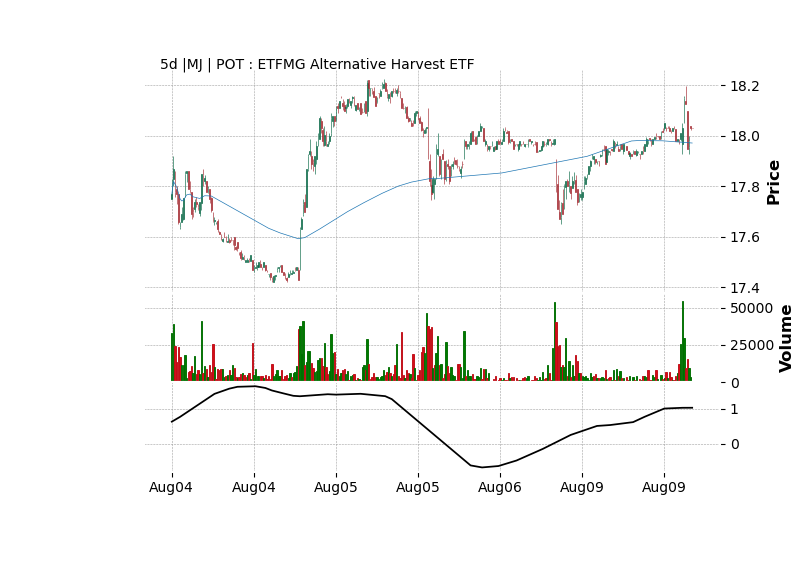 5d |MJ | POT : ETFMG Alternative Harvest ETF
18.2
18.0
17.8
17.6
17.4
Price
50000
25000
0
Volume
1
0
Aug04 Aug04 Aug05 Aug05 Aug06 Aug09 Aug09